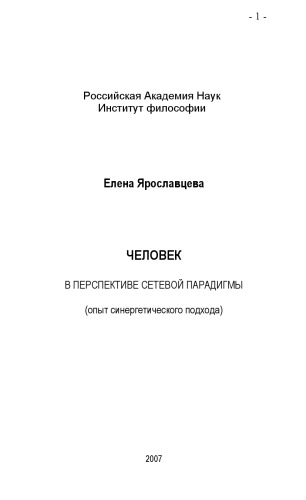 - 1 -
Российская Академия Наук
Институт философии
Елена Ярославцева
ЧЕЛОВЕК
В ПЕРСПЕКТИВЕ СЕТЕВОЙ ПАРАДИГМЫ
(опыт синергетического подхода)
2007